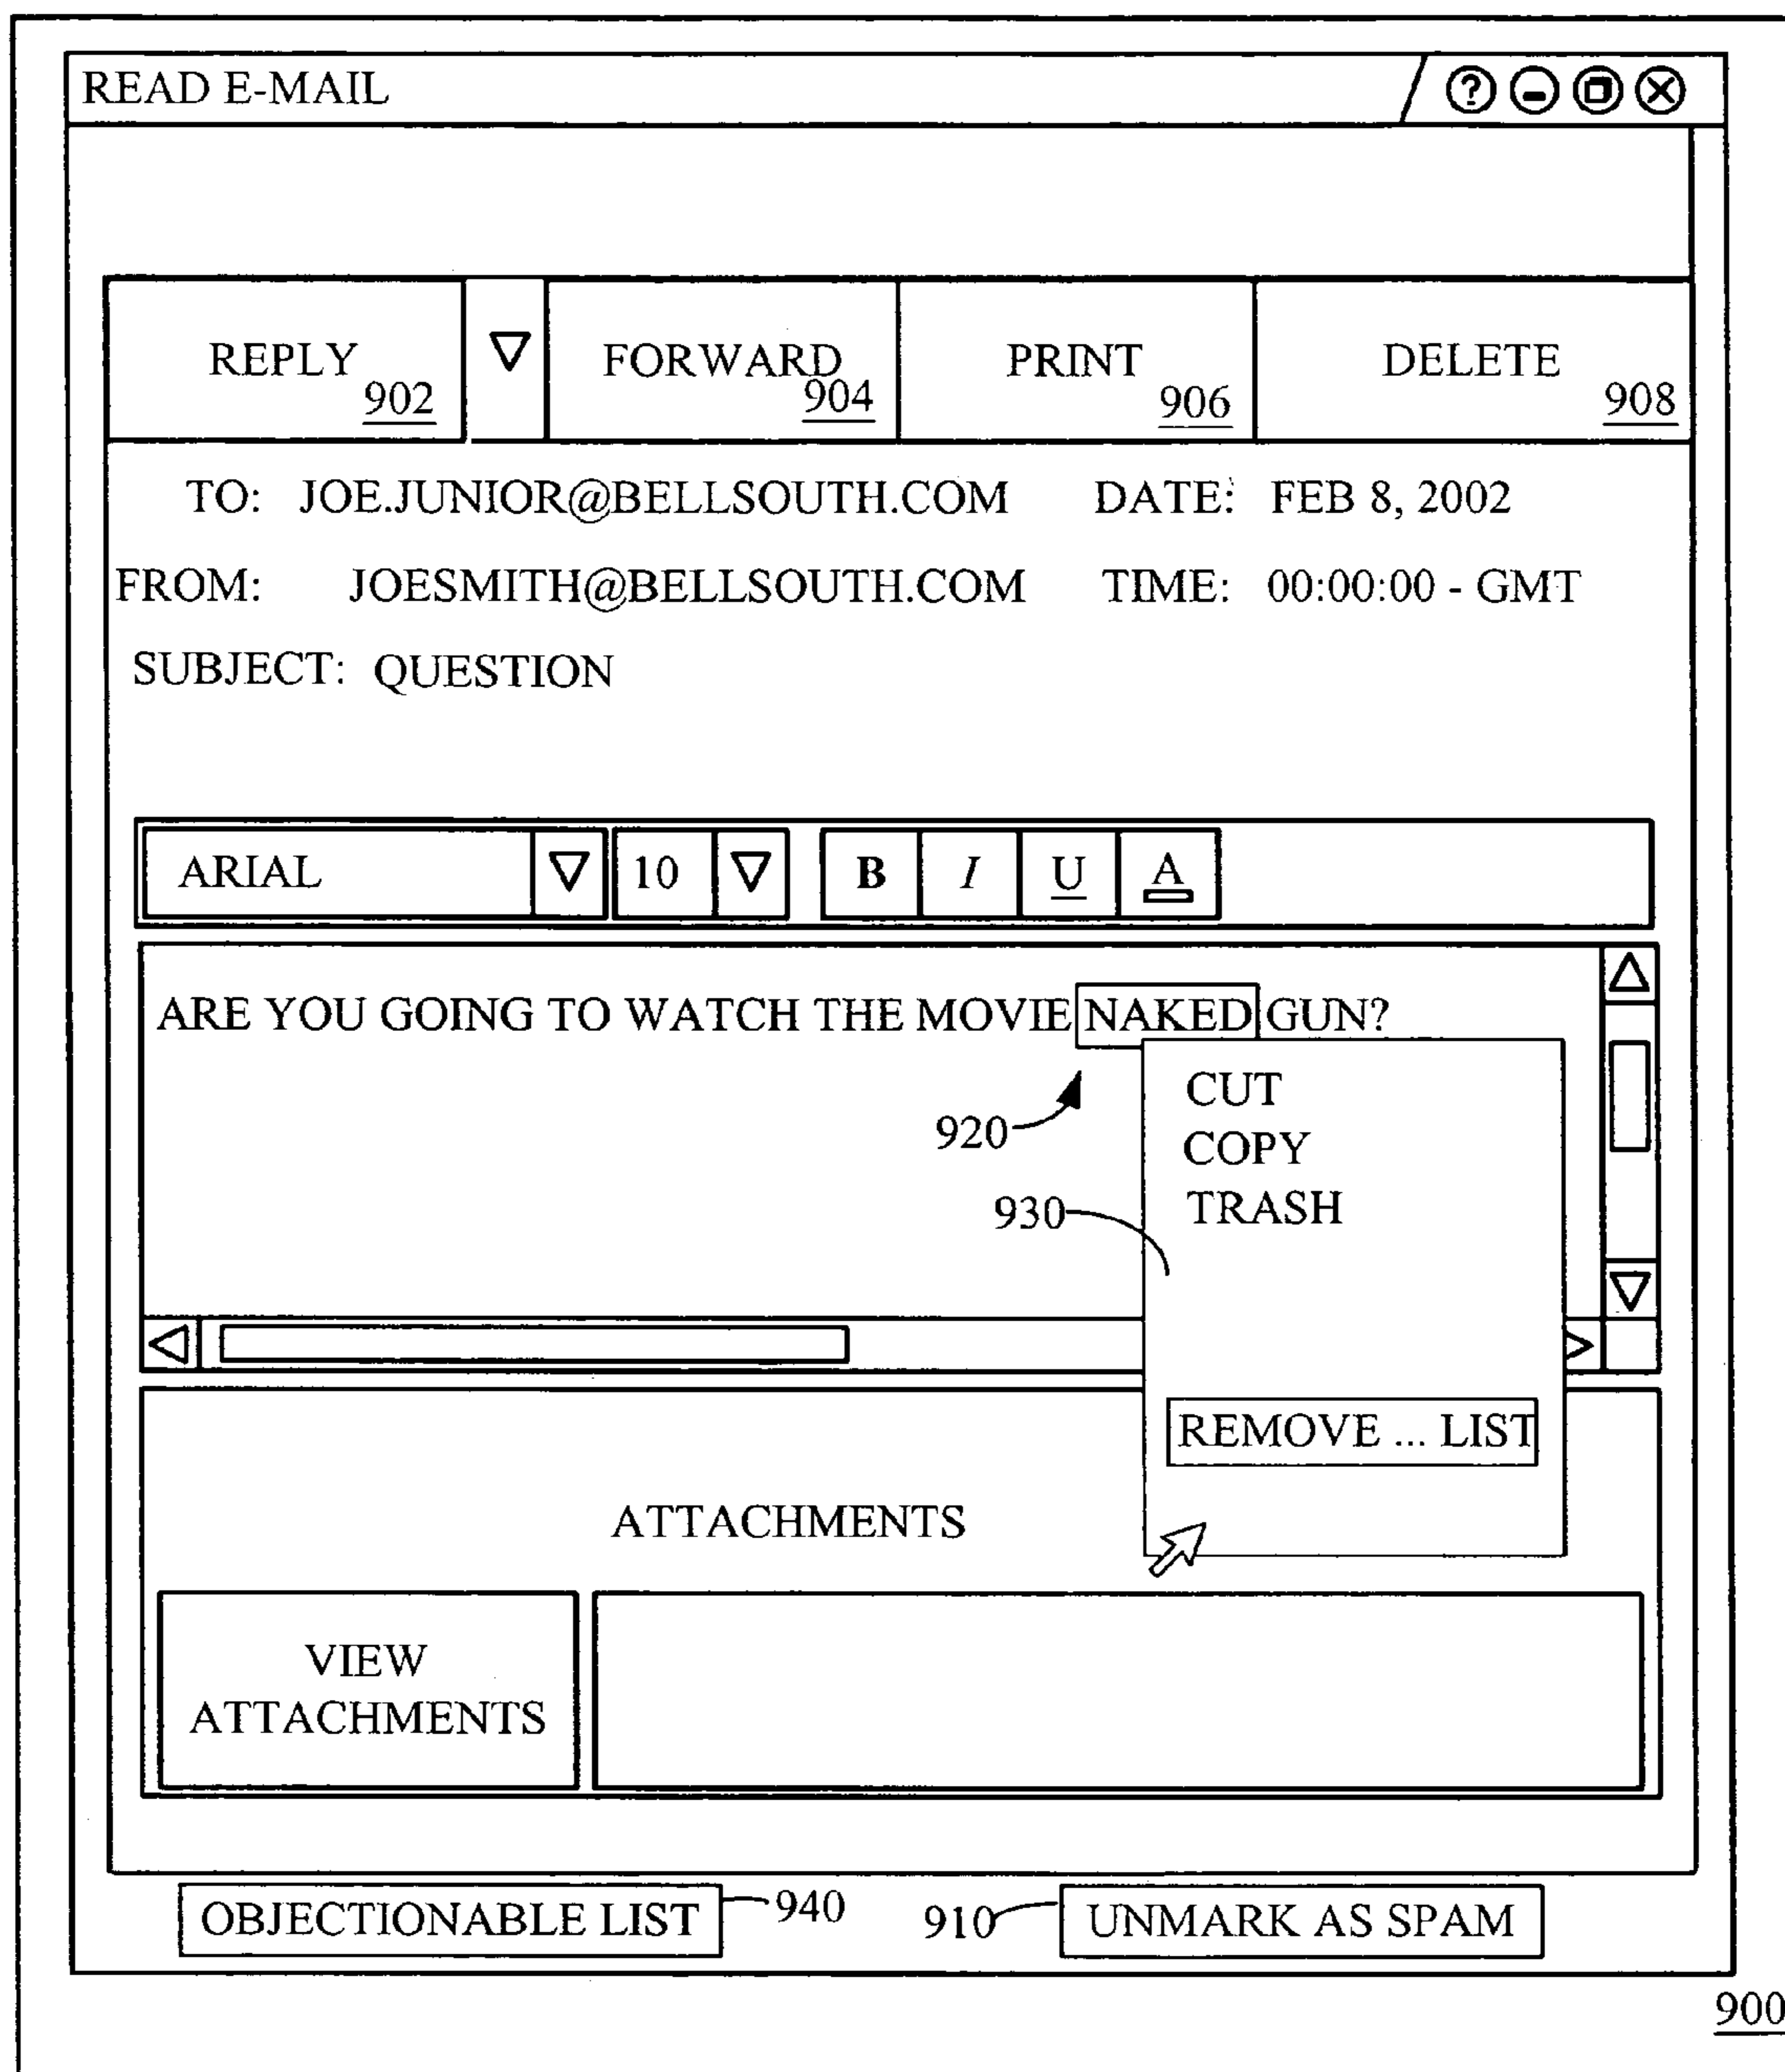 READ E-MAIL ?
REPLY FORWARD PRINT DELETE
902 904 906 908
TO: JOE.JUNIOR@BELLSOUTH.COM DATE: FEB 8, 2002
FROM: JOESMITH@BELLSOUTH.COM TIME: 00:00:00 - GMT
SUBJECT: QUESTION
ARIAL 10 B I U A
ARE YOU GOING TO WATCH THE MOVIE NAKED GUN?
CUT
920
COPY
930
TRASH
REMOVE ... LIST
ATTACHMENTS
VIEW
ATTACHMENTS
OBJECTIONABLE LIST 940 910 UNMARK AS SPAM
900